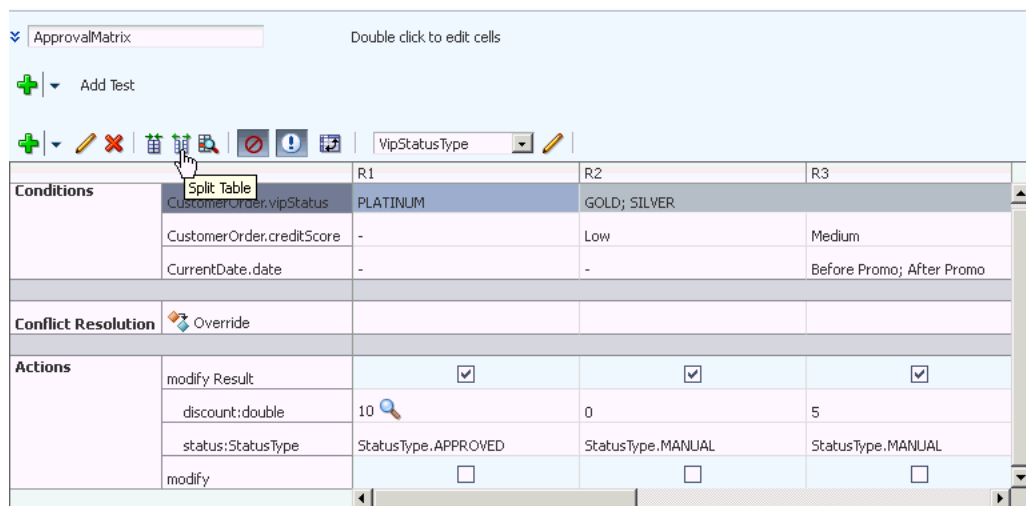 ApprovalMatrix Double click to edit cells
Add Test
VipStatusType
R1 R2 R3
Split Table
Conditions CustomerOrder.vipStatus PLATINUM GOLD; SILVER
CustomerOrder.creditScore - Low Medium
CurrentDate.date - - Before Promo; After Promo
Conflict Resolution Override
Actions modify Result
discount:double 10 0 5
status:StatusType StatusType.APPROVED StatusType.MANUAL StatusType.MANUAL
modify